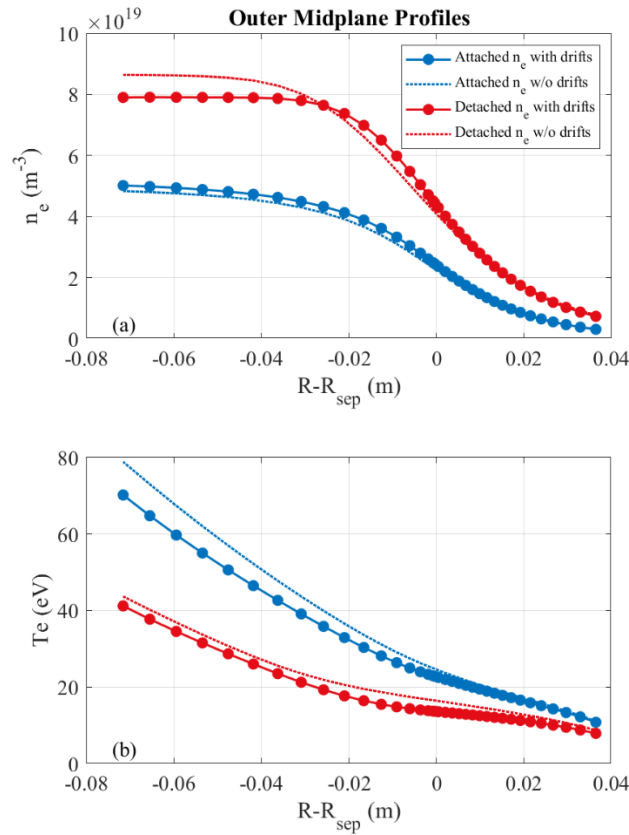 Outer Midplane Profiles
×10^19
10
8
6
4
2
0
n_e (m^-3)
Attached n_e with drifts
Attached n_e w/o drifts
Detached n_e with drifts
Detached n_e w/o drifts
(a)
-0.08 -0.06 -0.04 -0.02 0 0.02 0.04
R-R_sep (m)
80
60
40
20
0
Te (eV)
(b)
-0.08 -0.06 -0.04 -0.02 0 0.02 0.04
R-R_sep (m)